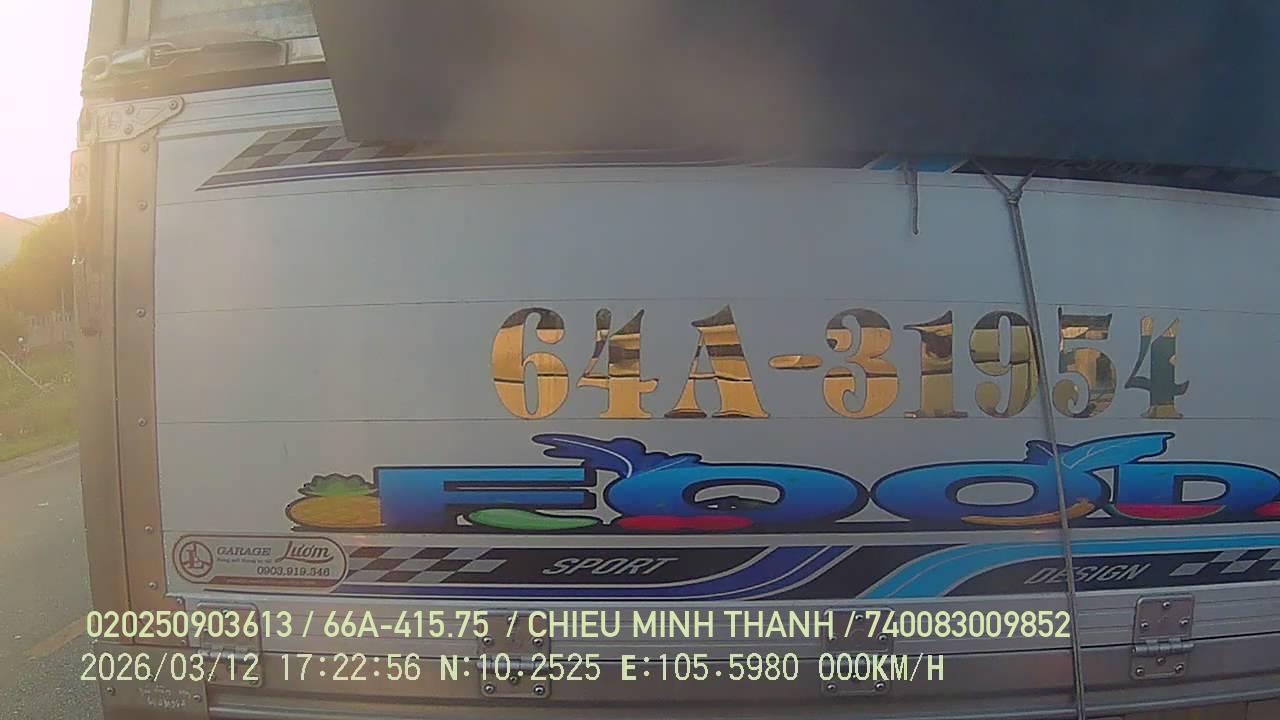 64A-31954
FOOD
GARAGE Lượm
0903.919.346
SPORT
DESIGN
020250903613 / 66A-415.75 / CHIEU MINH THANH / 740083009852
2026/03/12 17:22:56 N:10.2525 E:105.5980 000KM/H